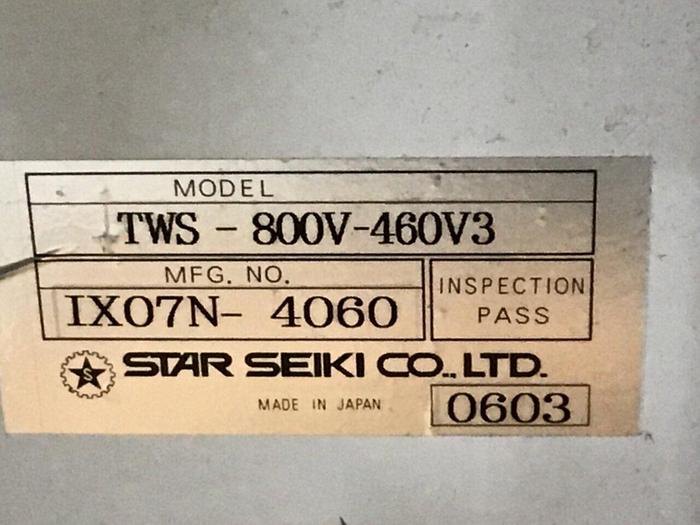 MODEL
TWS - 800V-460V3
MFG. NO.
IX07N- 4060
INSPECTION
PASS
S
STAR SEIKI CO., LTD.
MADE IN JAPAN
0603